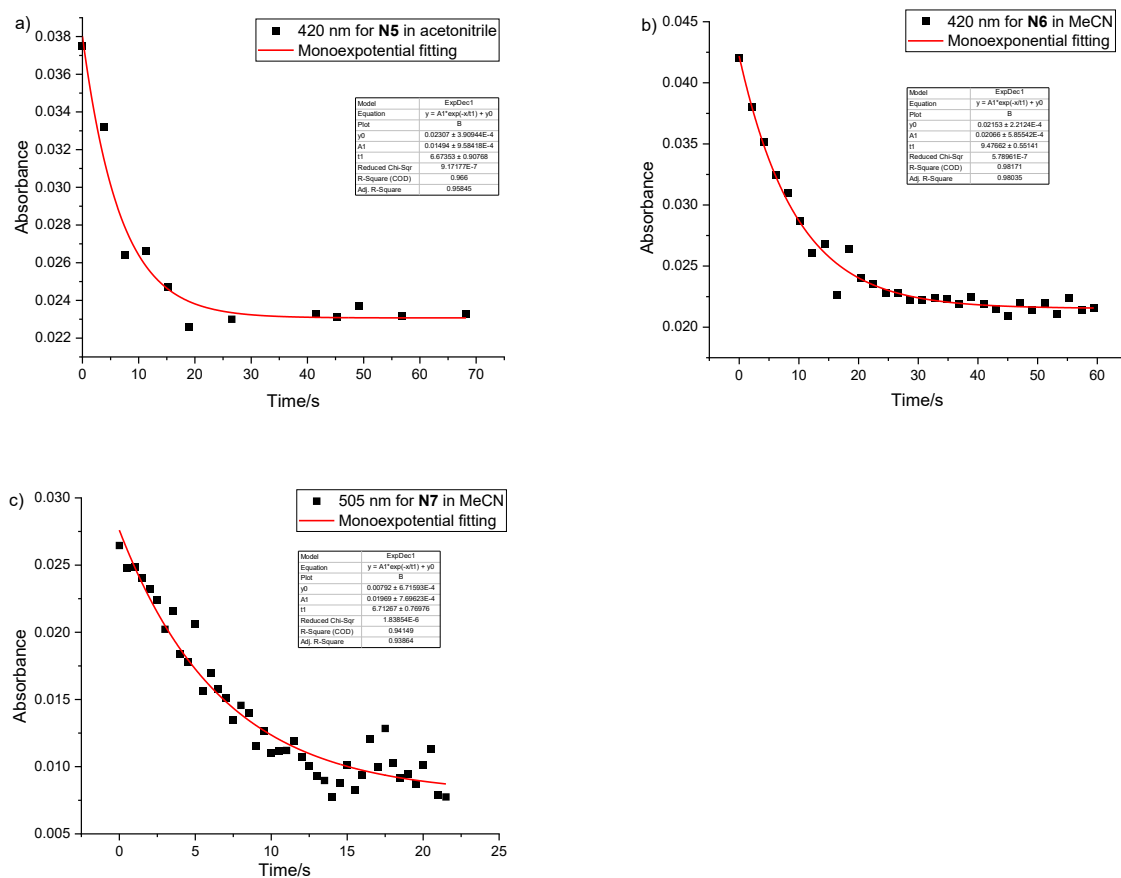 a)
420 nm for N5 in acetonitrile
Monoexpotential fitting
Model ExpDec1
Equation y = A1*exp(-x/t1) + y0
Plot B
y0 0.02307 ± 3.90944E-4
A1 0.01494 ± 9.58418E-4
t1 6.67353 ± 0.90768
Reduced Chi-Sqr 9.17177E-7
R-Square (COD) 0.966
Adj. R-Square 0.95845
0.038
0.036
0.034
0.032
0.030
0.028
0.026
0.024
0.022
Absorbance
0 10 20 30 40 50 60 70
Time/s
b)
420 nm for N6 in MeCN
Monoexponential fitting
Model ExpDec1
Equation y = A1*exp(-x/t1) + y0
Plot B
y0 0.02153 ± 2.2124E-4
A1 0.02066 ± 5.85542E-4
t1 9.47662 ± 0.55141
Reduced Chi-Sqr 5.78961E-7
R-Square (COD) 0.98171
Adj. R-Square 0.98035
0.045
0.040
0.035
0.030
0.025
0.020
Absorbance
0 10 20 30 40 50 60
Time/s
c)
505 nm for N7 in MeCN
Monoexpotential fitting
Model ExpDec1
Equation y = A1*exp(-x/t1) + y0
Plot B
y0 0.00792 ± 6.71593E-4
A1 0.01969 ± 7.69623E-4
t1 6.71267 ± 0.76976
Reduced Chi-Sqr 1.83854E-6
R-Square (COD) 0.94149
Adj. R-Square 0.93864
0.030
0.025
0.020
0.015
0.010
0.005
Absorbance
0 5 10 15 20 25
Time/s